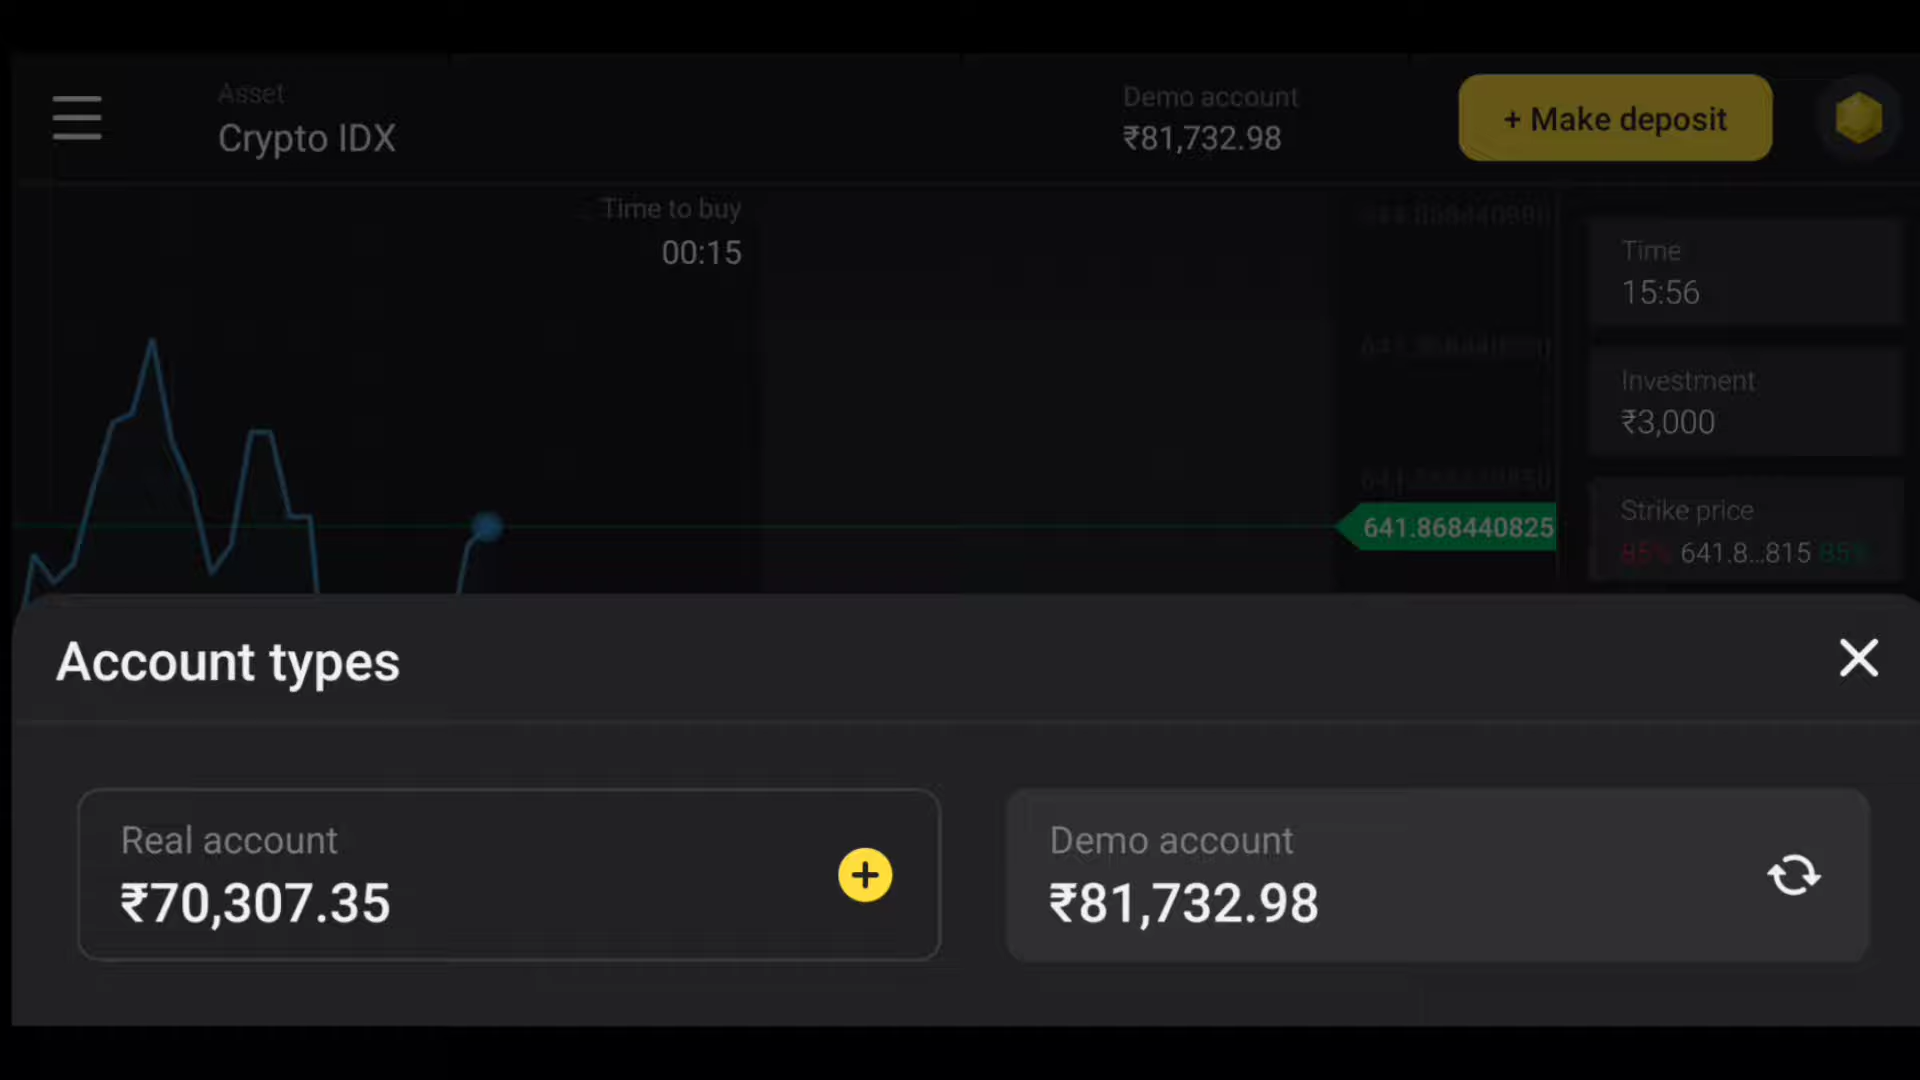 Asset
Crypto IDX
Demo account
₹81,732.98
+ Make deposit
Time to buy
00:15
Time
15:56
Investment
₹3,000
641.868440825
Strike price
85% 641.8...815 85%
Account types
Real account
₹70,307.35
Demo account
₹81,732.98